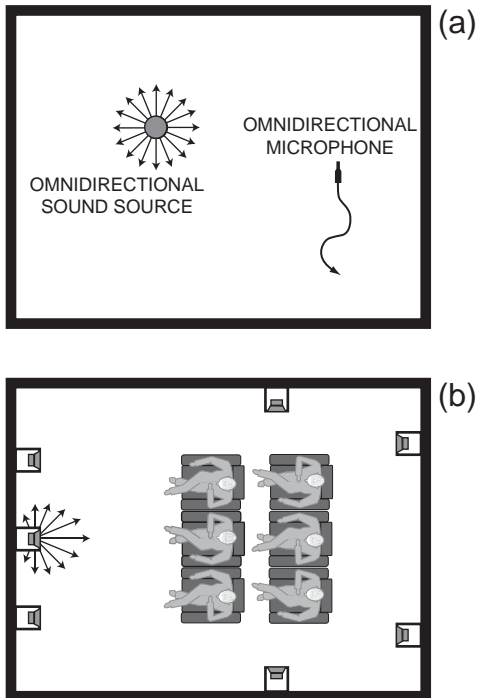 (a)
OMNIDIRECTIONAL
MICROPHONE
OMNIDIRECTIONAL
SOUND SOURCE
(b)